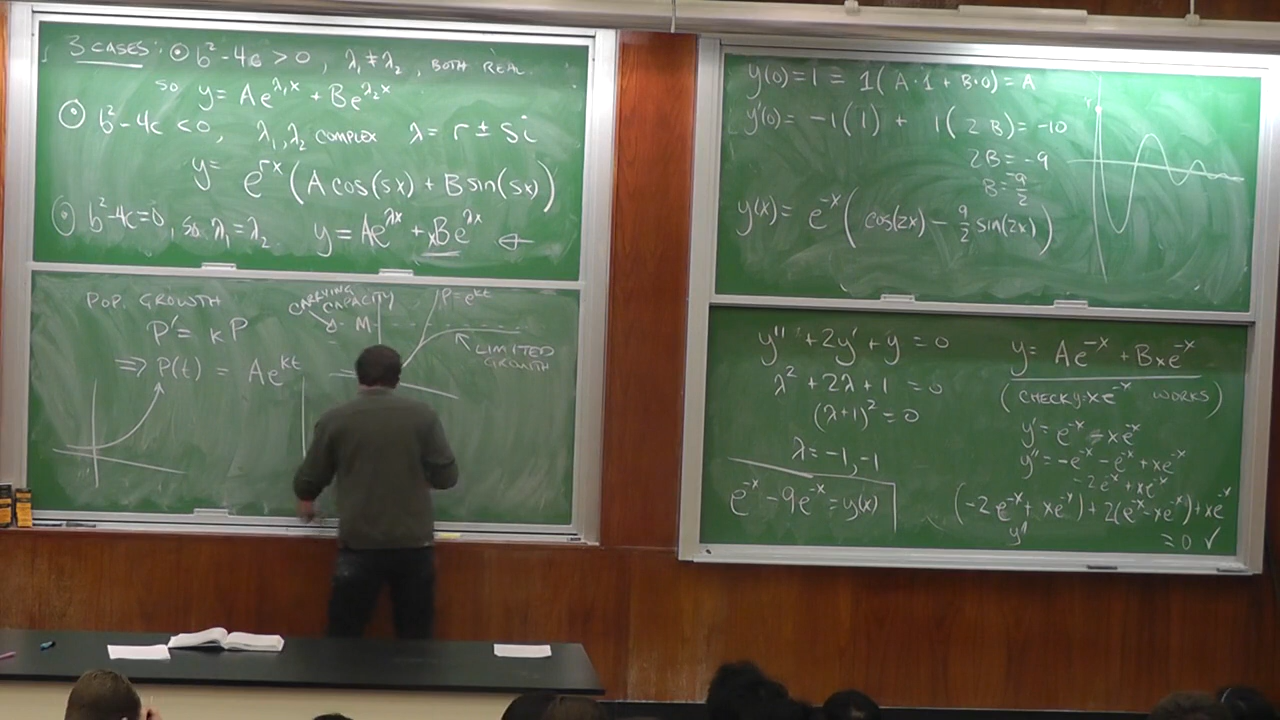 3 CASES: ⊙ b²-4c > 0, λ₁ ≠ λ₂, BOTH REAL.
so y = Ae^{λ₁x} + Be^{λ₂x}
⊙ b²-4c < 0, λ₁, λ₂ COMPLEX λ = r ± si
y = e^{rx}(A cos(sx) + B sin(sx))
⊙ b²-4c=0, so λ₁=λ₂ y = Ae^{λx} + xBe^{λx} ←
POP. GROWTH
P' = kP
⇒ P(t) = Ae^{kt}
CARRYING CAPACITY
M
P=e^{kt}
LIMITED
GROWTH
y(0) = 1 = 1(A·1 + B·0) = A
y'(0) = -1(1) + 1(2B) = -10
2B = -9
B = 9/2
y(x) = e^{-x}(cos(2x) - 9/2 sin(2x))
y'' + 2y' + y = 0
λ² + 2λ + 1 = 0
(λ+1)² = 0
λ = -1, -1
e^{-x} - 9e^{-x} = y(x)
y = Ae^{-x} + Bxe^{-x}
(CHECK y=xe^{-x} WORKS)
y' = e^{-x} - xe^{-x}
y'' = -e^{-x} - e^{-x} + xe^{-x}
-2e^{-x} + xe^{-x}
(-2e^{-x} + xe^{-x}) + 2(e^{-x} - xe^{-x}) + xe^{-x}
y''
= 0 ✓